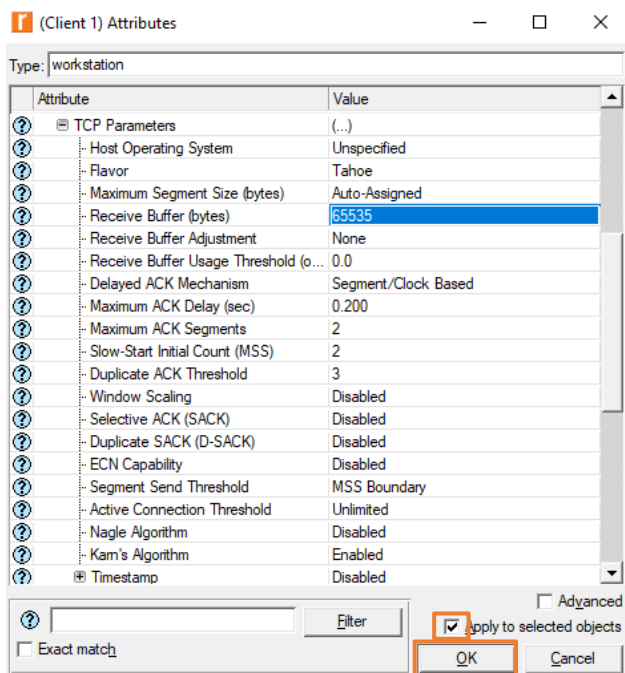 (Client 1) Attributes
Type: workstation
Attribute Value
TCP Parameters (...)
Host Operating System Unspecified
Flavor Tahoe
Maximum Segment Size (bytes) Auto-Assigned
Receive Buffer (bytes) 65535
Receive Buffer Adjustment None
Receive Buffer Usage Threshold (o... 0.0
Delayed ACK Mechanism Segment/Clock Based
Maximum ACK Delay (sec) 0.200
Maximum ACK Segments 2
Slow-Start Initial Count (MSS) 2
Duplicate ACK Threshold 3
Window Scaling Disabled
Selective ACK (SACK) Disabled
Duplicate SACK (D-SACK) Disabled
ECN Capability Disabled
Segment Send Threshold MSS Boundary
Active Connection Threshold Unlimited
Nagle Algorithm Disabled
Karn's Algorithm Enabled
Timestamp Disabled
Advanced
Filter
Apply to selected objects
Exact match
OK Cancel